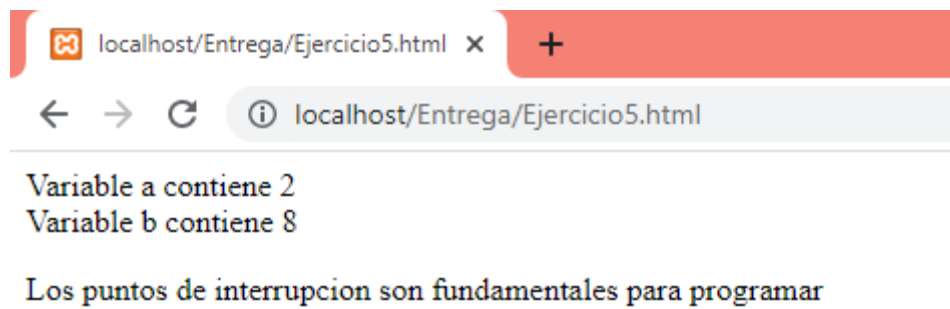 localhost/Entrega/Ejercicio5.html
localhost/Entrega/Ejercicio5.html
Variable a contiene 2
Variable b contiene 8
Los puntos de interrupcion son fundamentales para programar